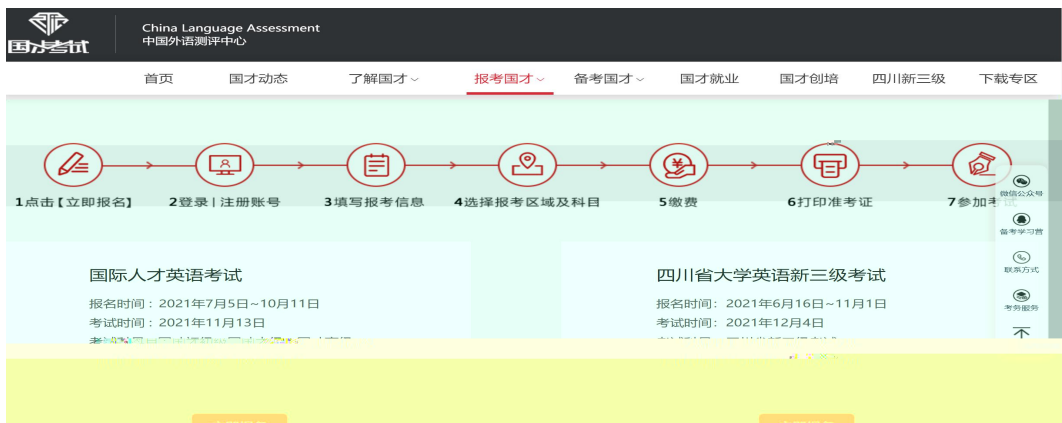 国才考试
China Language Assessment
中国外语测评中心
首页 国才动态 了解国才 报考国才 备考国才 国才就业 国才创培 四川新三级 下载专区
1点击【立即报名】 2登录|注册账号 3填写报考信息 4选择报考区域及科目 5缴费 6打印准考证 7参加考试
微信公众号
备考学习营
联系方式
考务服务
国际人才英语考试
报名时间：2021年7月5日~10月11日
考试时间：2021年11月13日
四川省大学英语新三级考试
报名时间：2021年6月16日~11月1日
考试时间：2021年12月4日